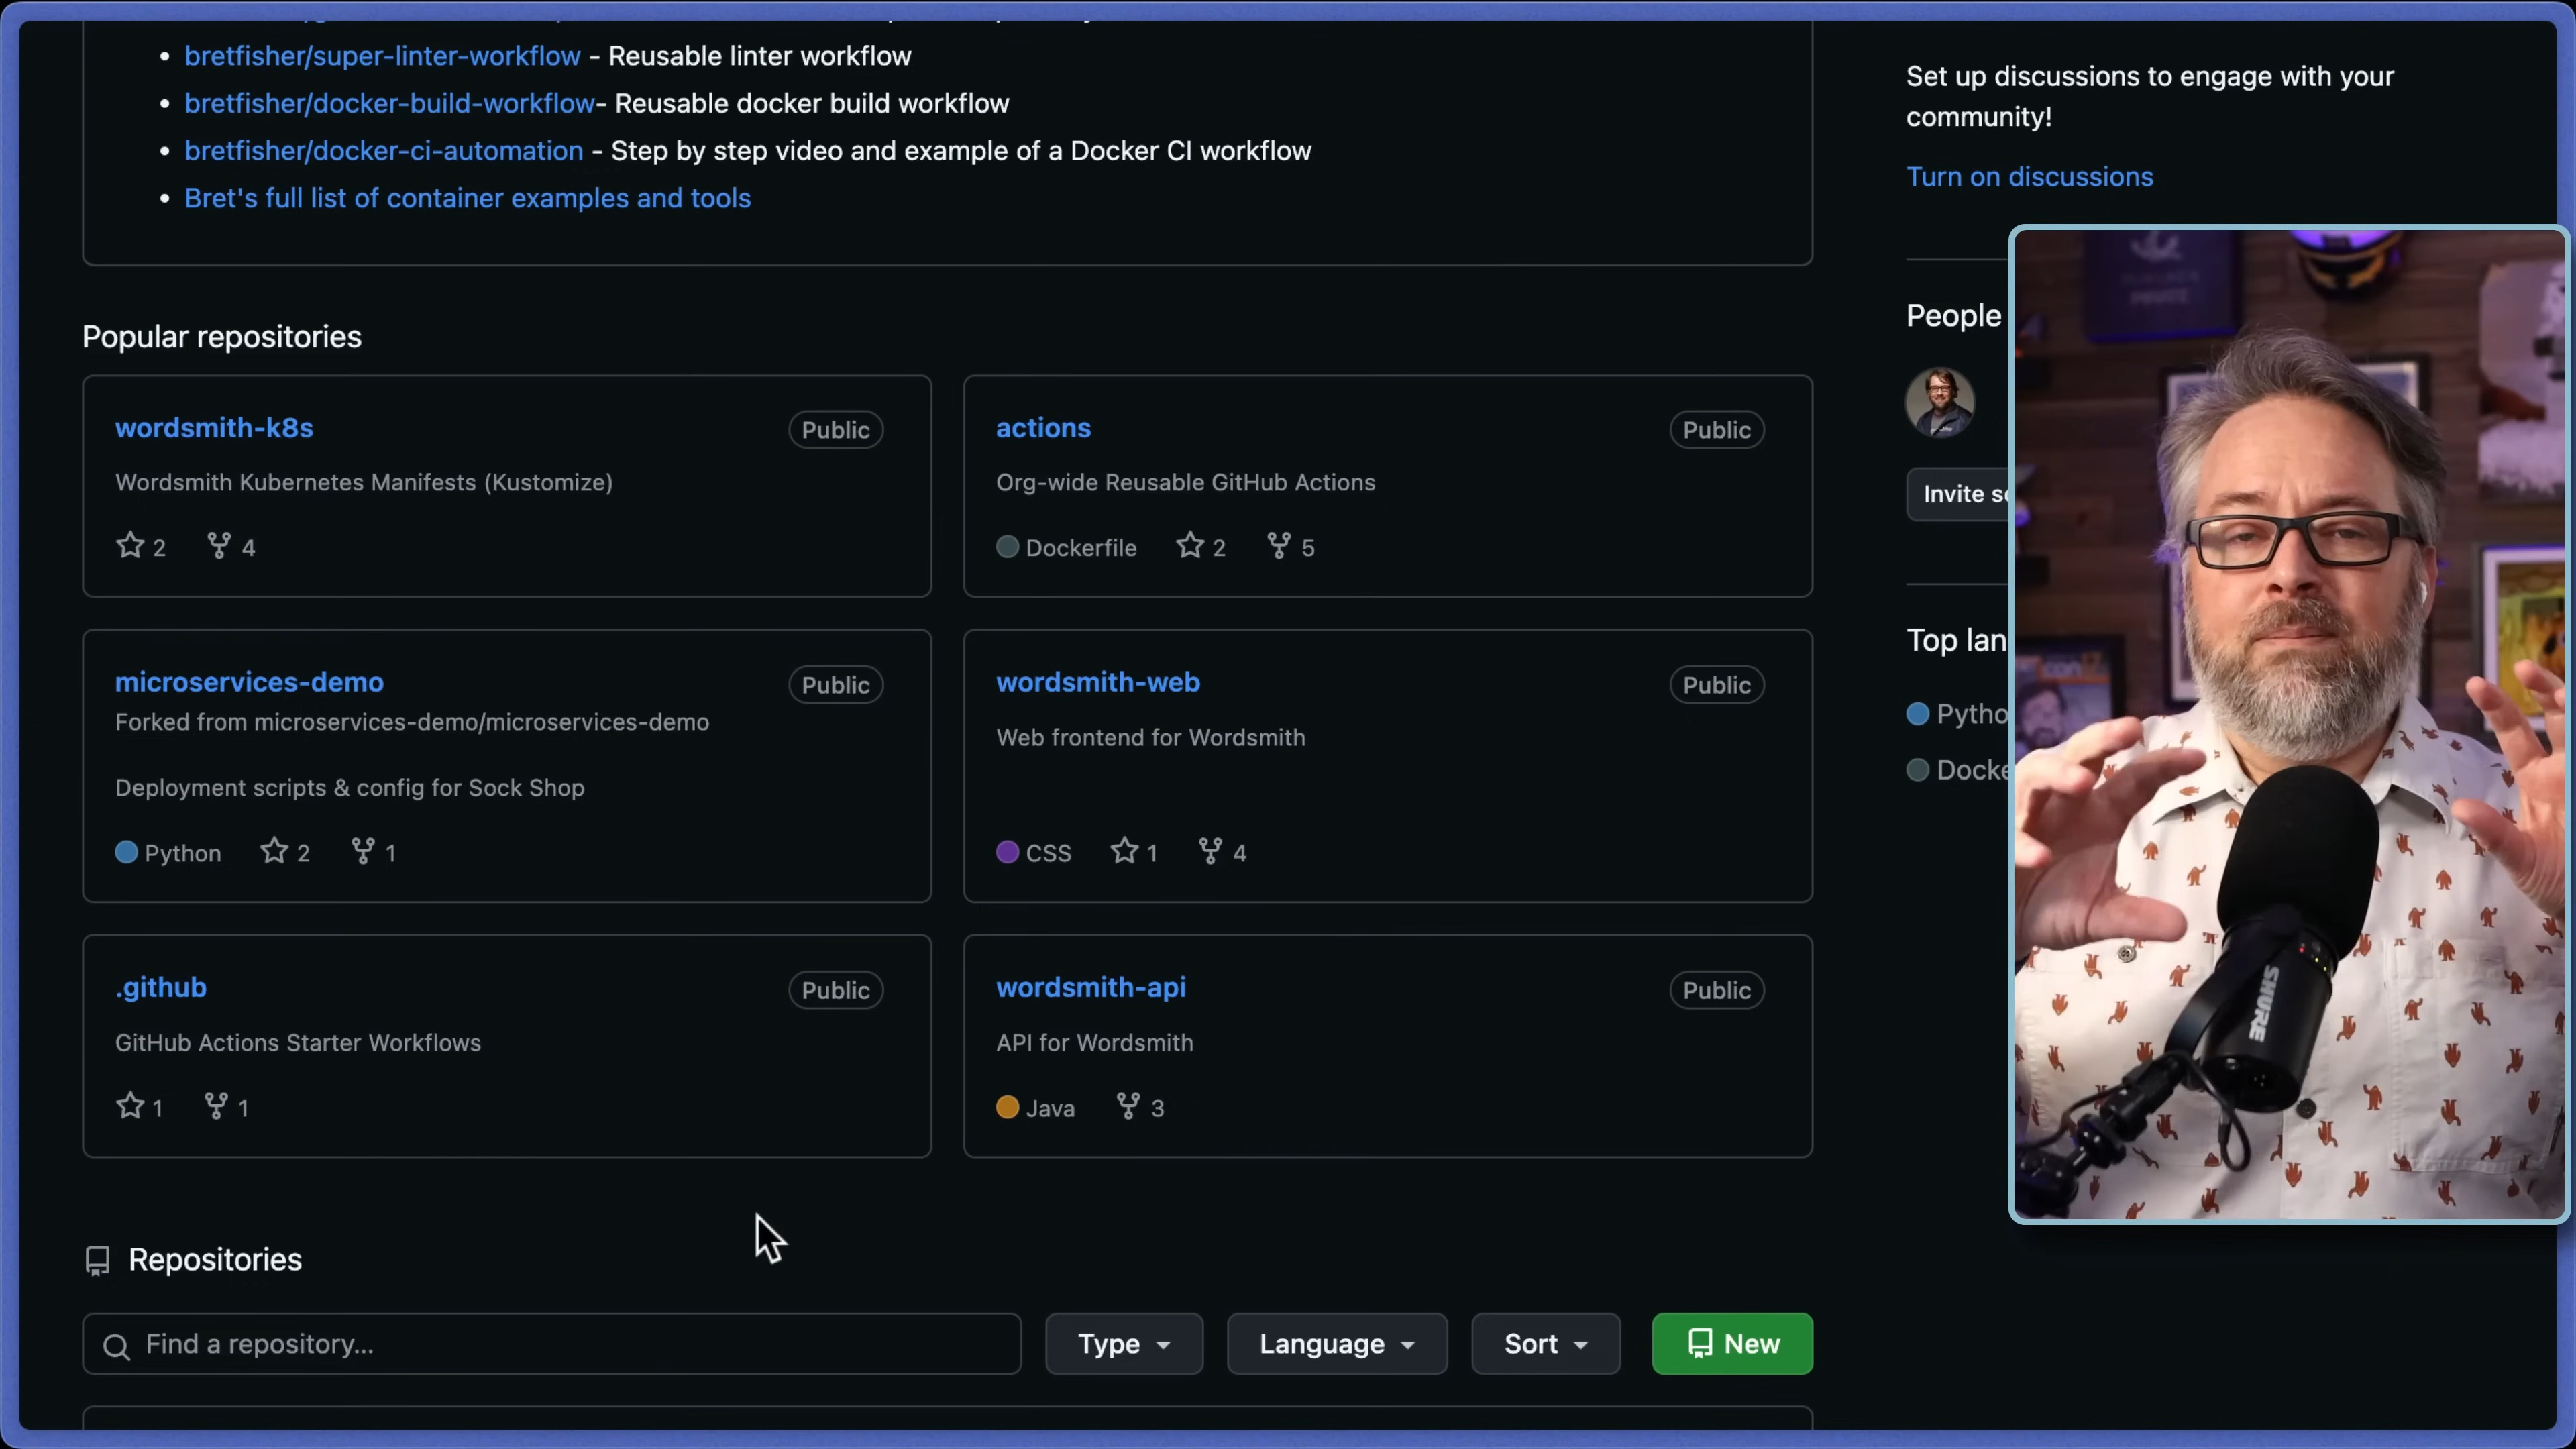 bretfisher/super-linter-workflow - Reusable linter workflow
bretfisher/docker-build-workflow- Reusable docker build workflow
bretfisher/docker-ci-automation - Step by step video and example of a Docker CI workflow
Bret's full list of container examples and tools
Popular repositories
wordsmith-k8s Public
Wordsmith Kubernetes Manifests (Kustomize)
2 4
actions Public
Org-wide Reusable GitHub Actions
Dockerfile 2 5
microservices-demo Public
Forked from microservices-demo/microservices-demo
Deployment scripts & config for Sock Shop
Python 2 1
wordsmith-web Public
Web frontend for Wordsmith
CSS 1 4
.github Public
GitHub Actions Starter Workflows
1 1
wordsmith-api Public
API for Wordsmith
Java 3
Repositories
Find a repository...
Type
Language
Sort
New
Set up discussions to engage with your
community!
Turn on discussions
People
Invite
Top
SHURE